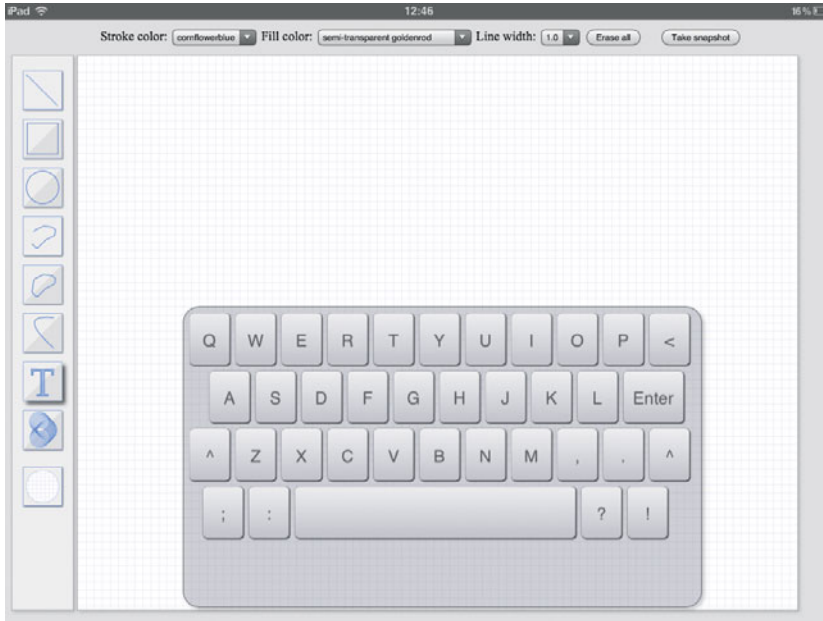 iPad 12:46 16 %
Stroke color: cornflowerblue Fill color: semi-transparent goldenrod Line width: 1.0 Erase all Take snapshot
T
Q W E R T Y U I O P <
A S D F G H J K L Enter
^ Z X C V B N M , . ^
; : ? !